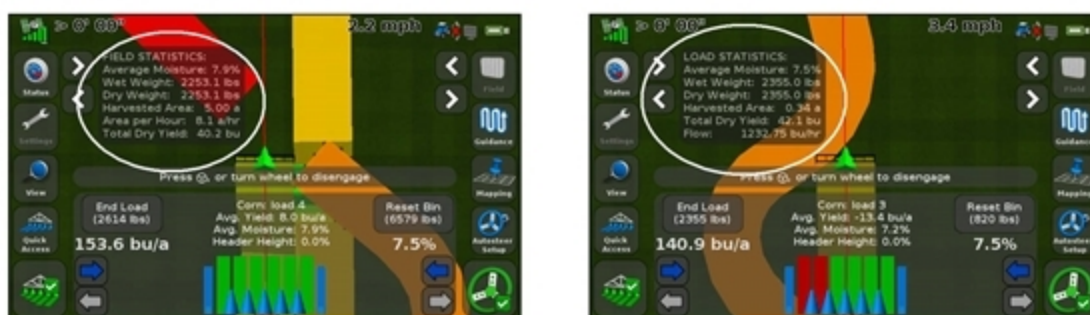 > 0' 00"
2.2 mph
FIELD STATISTICS:
Average Moisture: 7.9%
Wet Weight: 2253.1 lbs
Dry Weight: 2253.1 lbs
Harvested Area: 5.00 a
Area per Hour: 8.1 a/hr
Total Dry Yield: 40.2 bu
Status
Settings
View
Quick
Access
Field
Guidance
Mapping
Autosteer
Setup
Press or turn wheel to disengage
End Load
(2614 lbs)
153.6 bu/a
Corn: load 4
Avg. Yield: 8.0 bu/a
Avg. Moisture: 7.9%
Header Height: 0.0%
Reset Bin
(6579 lbs)
7.5%
> 0' 00"
3.4 mph
LOAD STATISTICS:
Average Moisture: 7.5%
Wet Weight: 2355.0 lbs
Dry Weight: 2355.0 lbs
Harvested Area: 0.34 a
Total Dry Yield: 42.1 bu
Flow: 1232.75 bu/hr
Status
Settings
View
Quick
Access
Field
Guidance
Mapping
Autosteer
Setup
Press or turn wheel to disengage
End Load
(2355 lbs)
140.9 bu/a
Corn: load 3
Avg. Yield: -13.4 bu/a
Avg. Moisture: 7.2%
Header Height: 0.0%
Reset Bin
(820 lbs)
7.5%